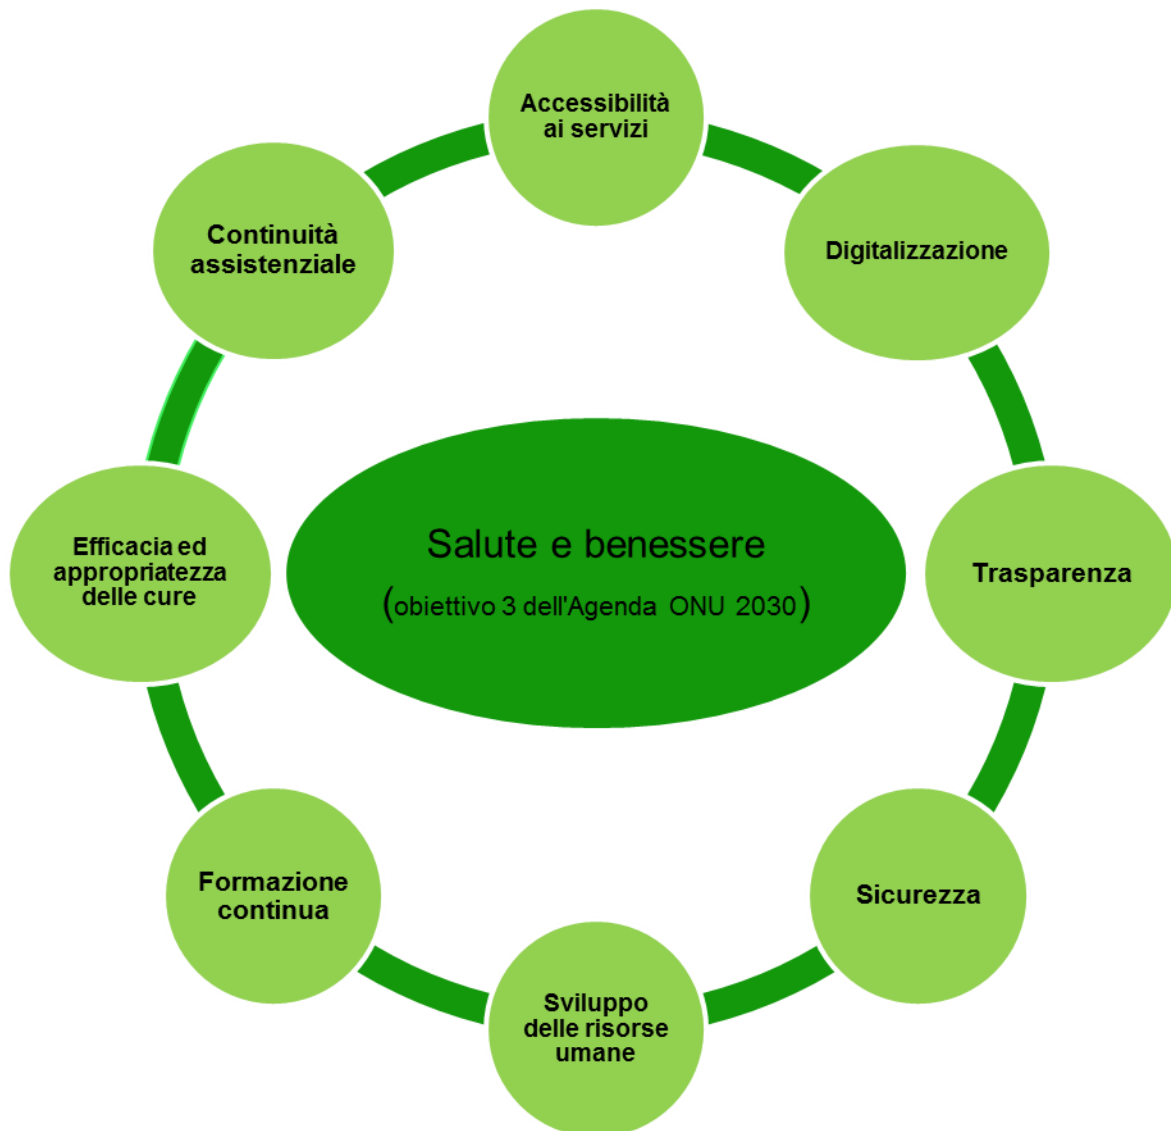 Accessibilità
ai servizi
Digitalizzazione
Trasparenza
Sicurezza
Sviluppo
delle risorse
umane
Formazione
continua
Efficacia ed
appropriatezza
delle cure
Continuità
assistenziale
Salute e benessere
(obiettivo 3 dell'Agenda ONU 2030)